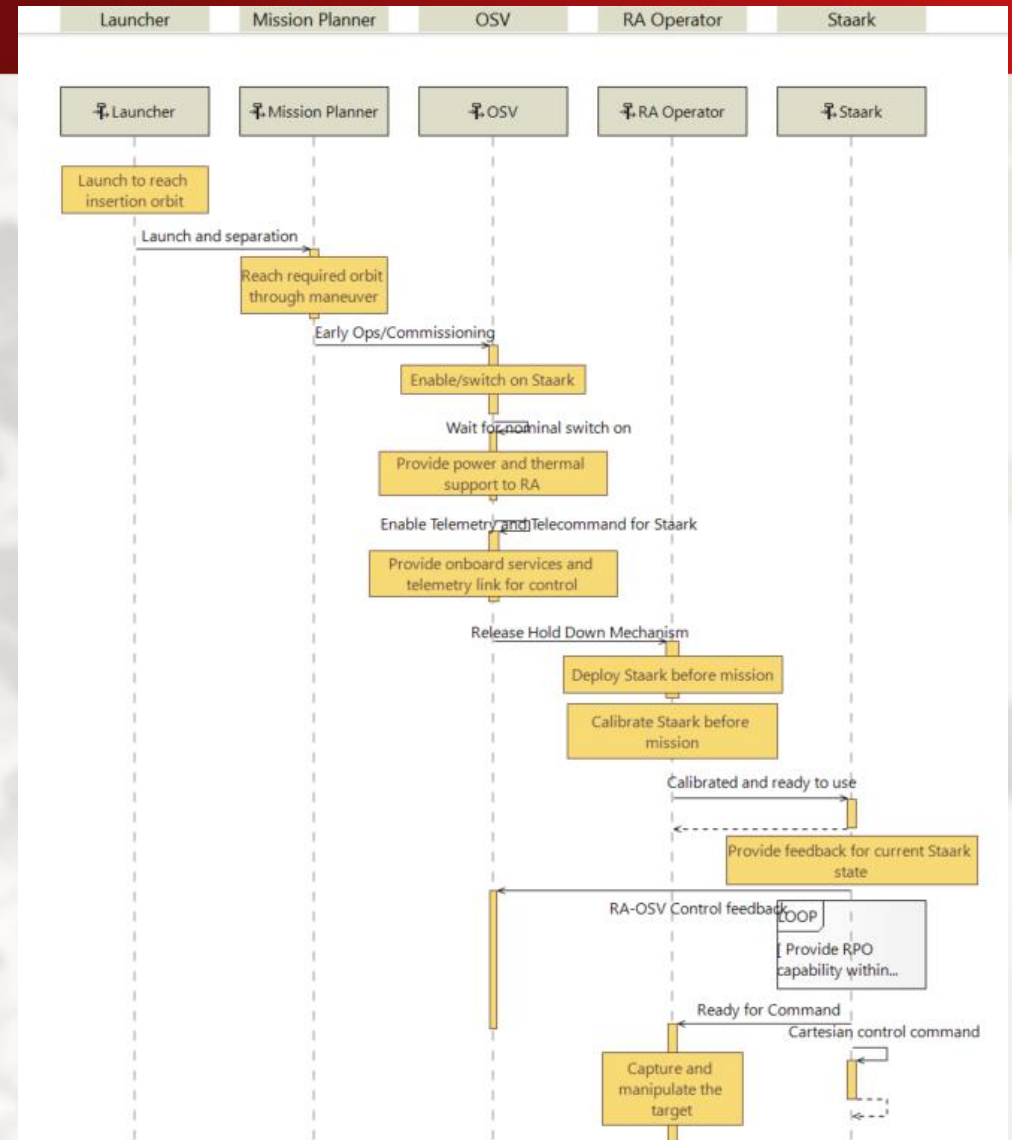 Launcher
Mission Planner
OSV
RA Operator
Staark
Launcher
Mission Planner
OSV
RA Operator
Staark
Launch to reach
insertion orbit
Launch and separation
Reach required orbit
through maneuver
Early Ops/Commissioning
Enable/switch on Staark
Wait for nominal switch on
Provide power and thermal
support to RA
Enable Telemetry and Telecommand for Staark
Provide onboard services and
telemetry link for control
Release Hold Down Mechanism
Deploy Staark before mission
Calibrate Staark before
mission
Calibrated and ready to use
Provide feedback for current Staark
state
RA-OSV Control feedback
LOOP
[ Provide RPO
capability within...
Ready for Command
Cartesian control command
Capture and
manipulate the
target